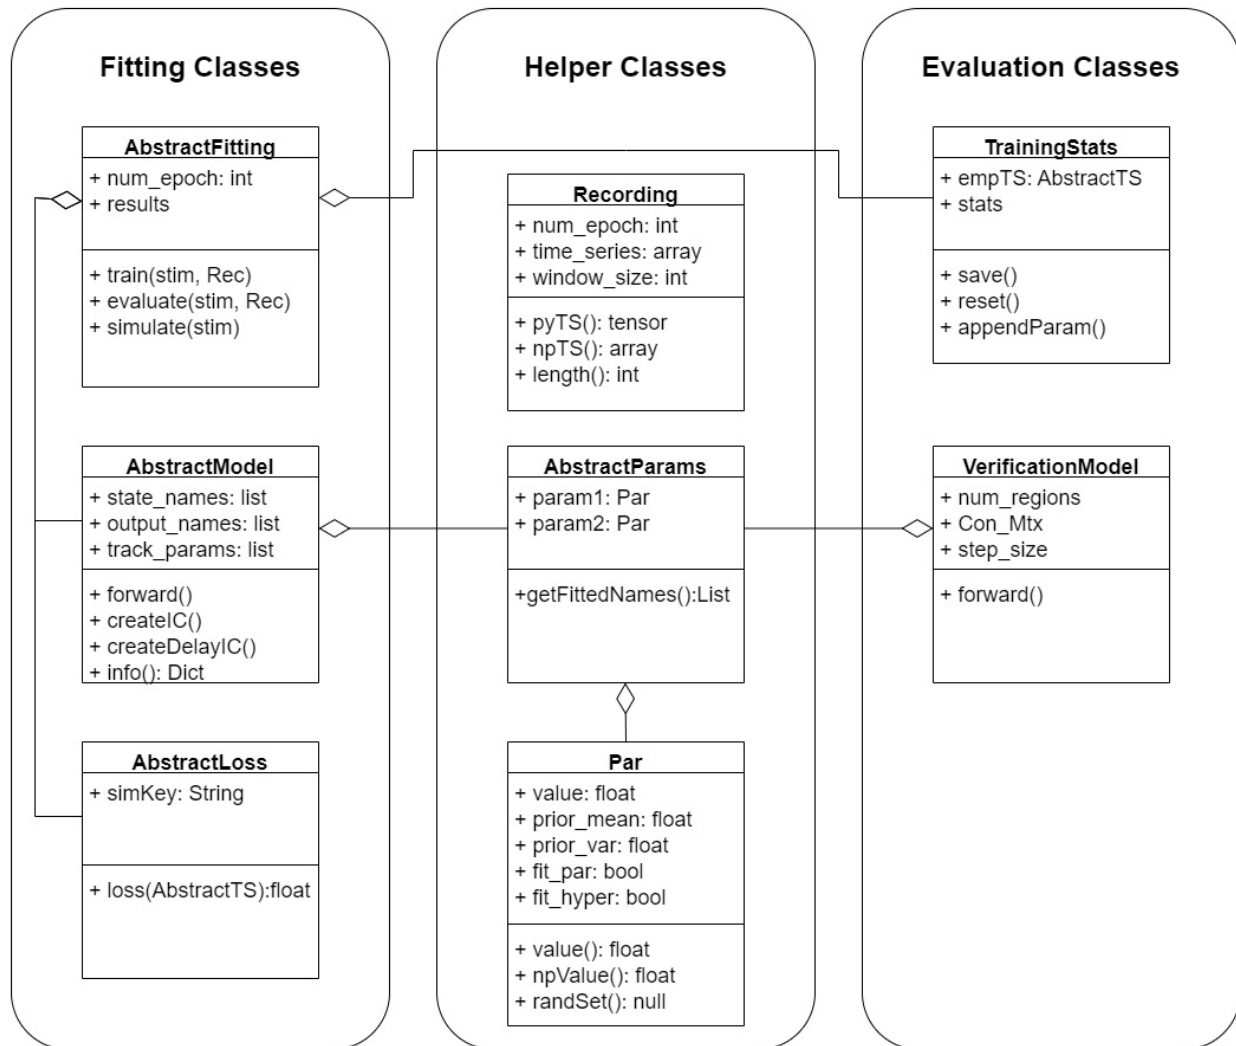 Fitting Classes
AbstractFitting
+ num_epoch: int
+ results
+ train(stim, Rec)
+ evaluate(stim, Rec)
+ simulate(stim)
AbstractModel
+ state_names: list
+ output_names: list
+ track_params: list
+ forward()
+ createIC()
+ createDelayIC()
+ info(): Dict
AbstractLoss
+ simKey: String
+ loss(AbstractTS):float
Helper Classes
Recording
+ num_epoch: int
+ time_series: array
+ window_size: int
+ pyTS(): tensor
+ npTS(): array
+ length(): int
AbstractParams
+ param1: Par
+ param2: Par
+getFittedNames():List
Par
+ value: float
+ prior_mean: float
+ prior_var: float
+ fit_par: bool
+ fit_hyper: bool
+ value(): float
+ npValue(): float
+ randSet(): null
Evaluation Classes
TrainingStats
+ empTS: AbstractTS
+ stats
+ save()
+ reset()
+ appendParam()
VerificationModel
+ num_regions
+ Con_Mtx
+ step_size
+ forward()